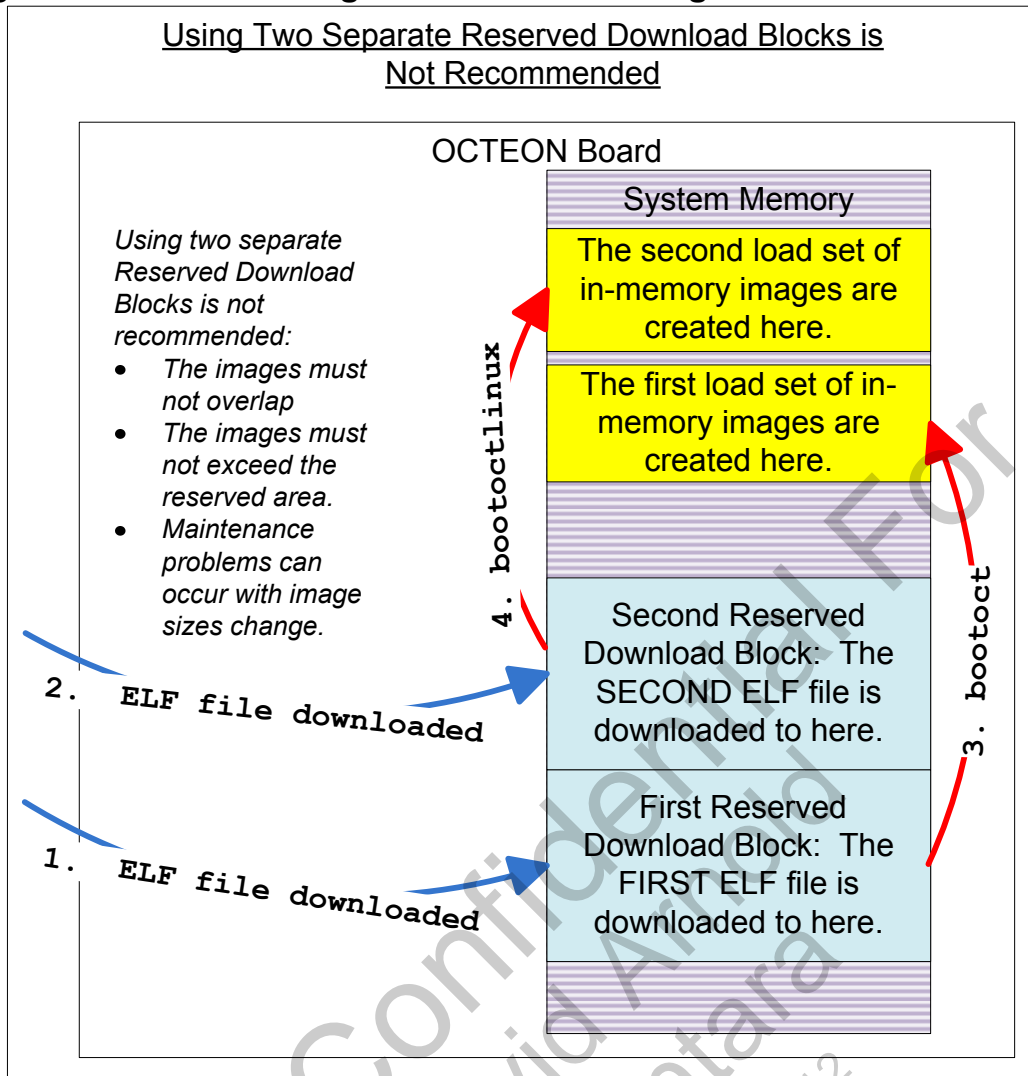 Using Two Separate Reserved Download Blocks is
Not Recommended
OCTEON Board
System Memory
Using two separate
Reserved Download
Blocks is not
recommended:
• The images must
not overlap
• The images must
not exceed the
reserved area.
• Maintenance
problems can
occur with image
sizes change.
The second load set of
in-memory images are
created here.
The first load set of in-
memory images are
created here.
4. bootoctlinux
3. bootoct
Second Reserved
Download Block: The
SECOND ELF file is
downloaded to here.
2. ELF file downloaded
First Reserved
Download Block: The
FIRST ELF file is
downloaded to here.
1. ELF file downloaded
Confidential For
Arnold